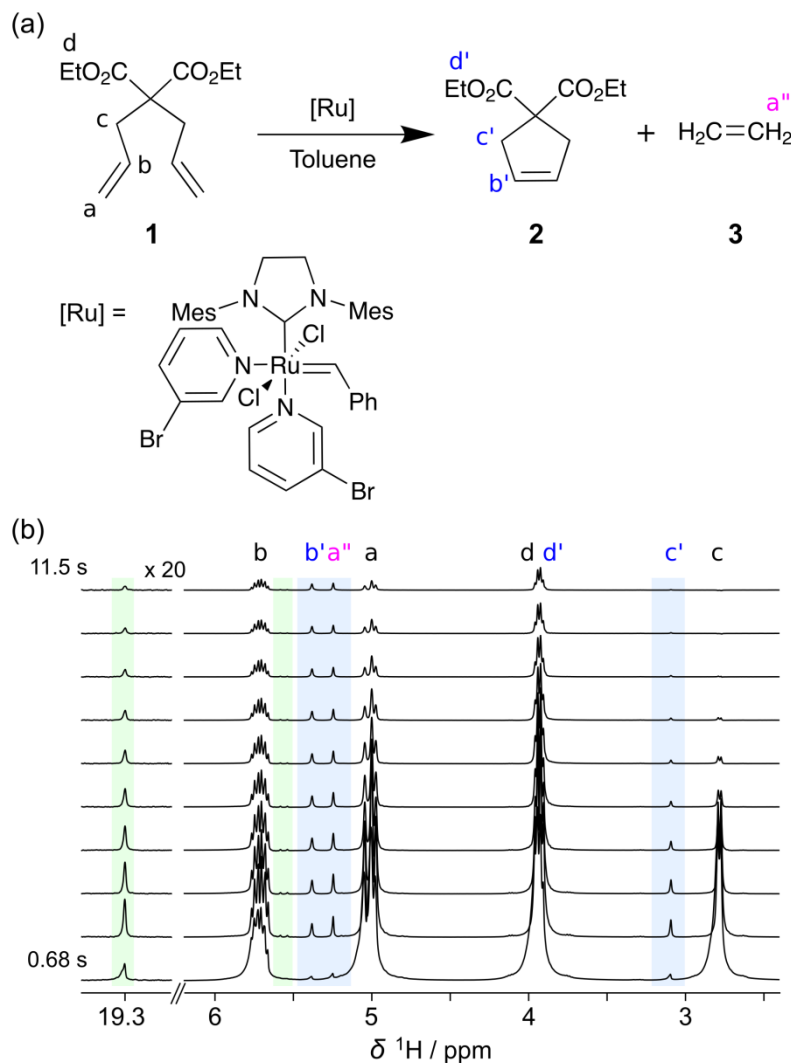 (a)
d
EtO₂C CO₂Et
c
b
a
1
[Ru]
Toluene
d'
EtO₂C CO₂Et
c'
b'
2
+
a"
H₂C=CH₂
3
[Ru] =
Mes N N Mes
Cl
N Ru
Cl
Ph
N
Br
Br
(b)
b b' a" a d d' c' c
11.5 s x 20
0.68 s
19.3 6 5 4 3
δ ¹H / ppm